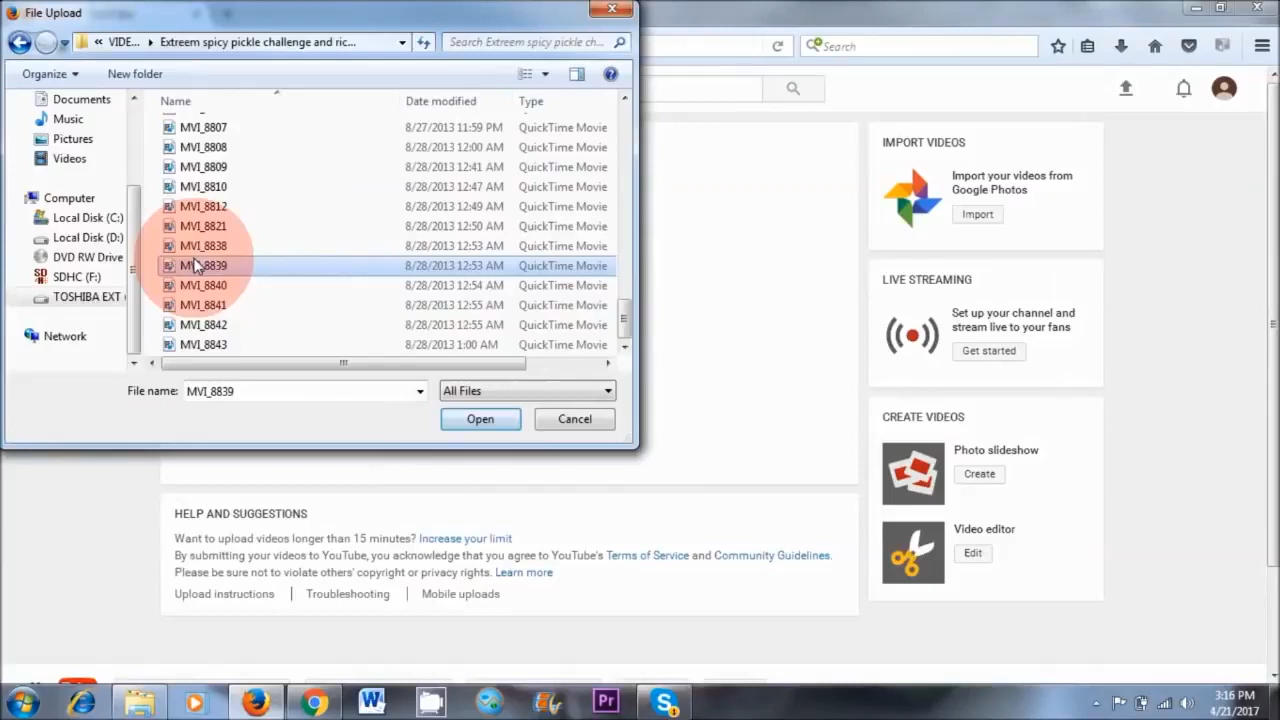 File Upload
« VIDE... ▸ Extreem spicy pickle challenge and ric...
Search Extreem spicy pickle ch...
Search
Organize
New folder
Name
Date modified
Type
Documents
Music
Pictures
Videos
Computer
Local Disk (C:)
Local Disk (D:)
DVD RW Drive
SDHC (F:)
TOSHIBA EXT
Network
MVI_8807 8/27/2013 11:59 PM QuickTime Movie
MVI_8808 8/28/2013 12:00 AM QuickTime Movie
MVI_8809 8/28/2013 12:41 AM QuickTime Movie
MVI_8810 8/28/2013 12:47 AM QuickTime Movie
MVI_8812 8/28/2013 12:49 AM QuickTime Movie
MVI_8821 8/28/2013 12:50 AM QuickTime Movie
MVI_8838 8/28/2013 12:53 AM QuickTime Movie
MVI_8839 8/28/2013 12:53 AM QuickTime Movie
MVI_8840 8/28/2013 12:54 AM QuickTime Movie
MVI_8841 8/28/2013 12:55 AM QuickTime Movie
MVI_8842 8/28/2013 12:55 AM QuickTime Movie
MVI_8843 8/28/2013 1:00 AM QuickTime Movie
File name: MVI_8839
All Files
Open
Cancel
IMPORT VIDEOS
Import your videos from
Google Photos
Import
LIVE STREAMING
Set up your channel and
stream live to your fans
Get started
CREATE VIDEOS
Photo slideshow
Create
Video editor
Edit
HELP AND SUGGESTIONS
Want to upload videos longer than 15 minutes? Increase your limit
By submitting your videos to YouTube, you acknowledge that you agree to YouTube's Terms of Service and Community Guidelines.
Please be sure not to violate others' copyright or privacy rights. Learn more
Upload instructions | Troubleshooting | Mobile uploads
W
Pr
S
3:16 PM
4/21/2017